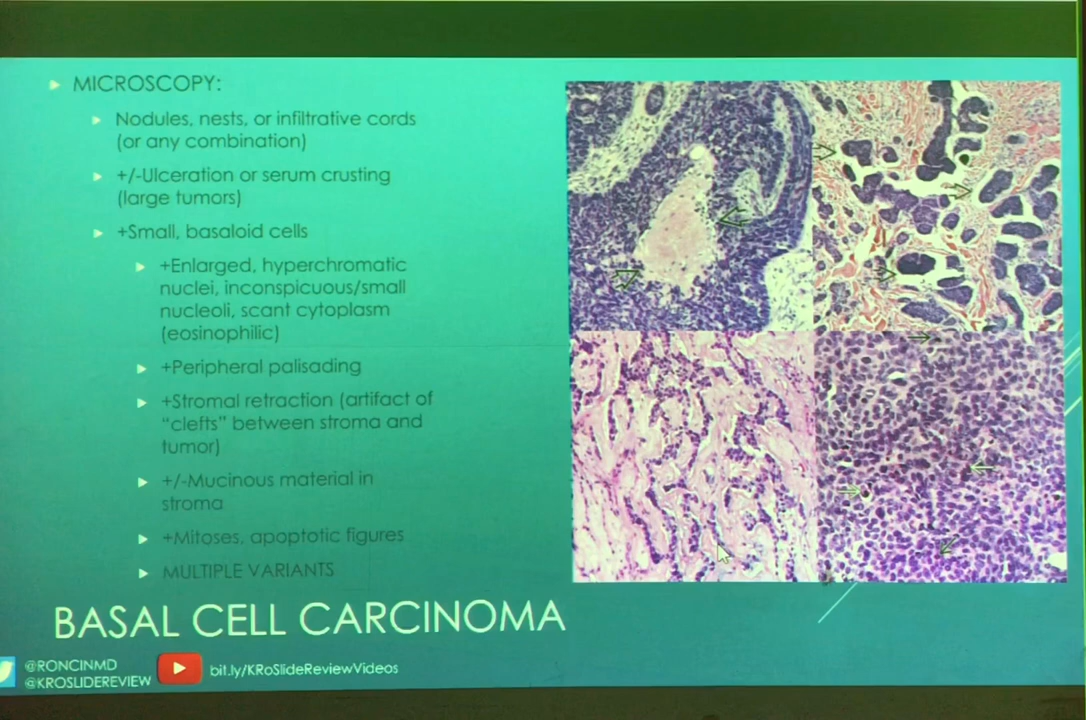 MICROSCOPY:
Nodules, nests, or infiltrative cords
(or any combination)
+/-Ulceration or serum crusting
(large tumors)
+Small, basaloid cells
+Enlarged, hyperchromatic
nuclei, inconspicuous/small
nucleoli, scant cytoplasm
(eosinophilic)
+Peripheral palisading
+Stromal retraction (artifact of
“clefts” between stroma and
tumor)
+/-Mucinous material in
stroma
+Mitoses, apoptotic figures
MULTIPLE VARIANTS
BASAL CELL CARCINOMA
@RONCINMD
@KROSLIDEREVIEW
bit.ly/KRoSlideReviewVideos